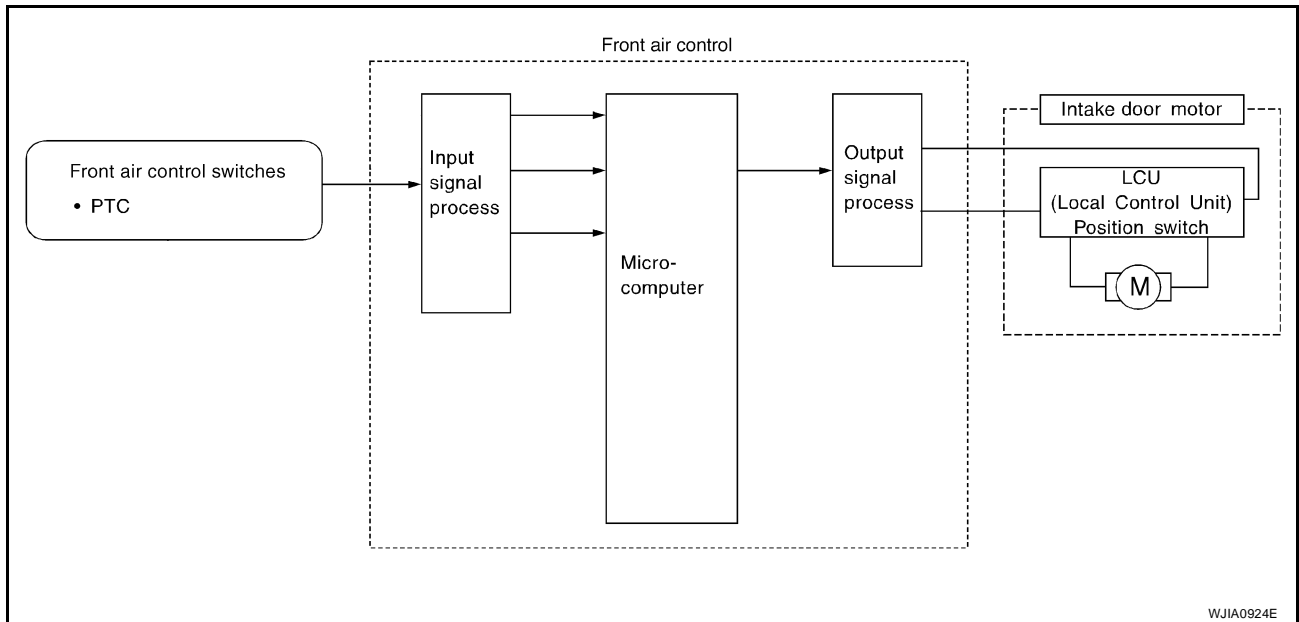 Front air control
Front air control switches
• PTC
Input
signal
process
Micro-
computer
Output
signal
process
Intake door motor
LCU
(Local Control Unit)
Position switch
M
WJIA0924E